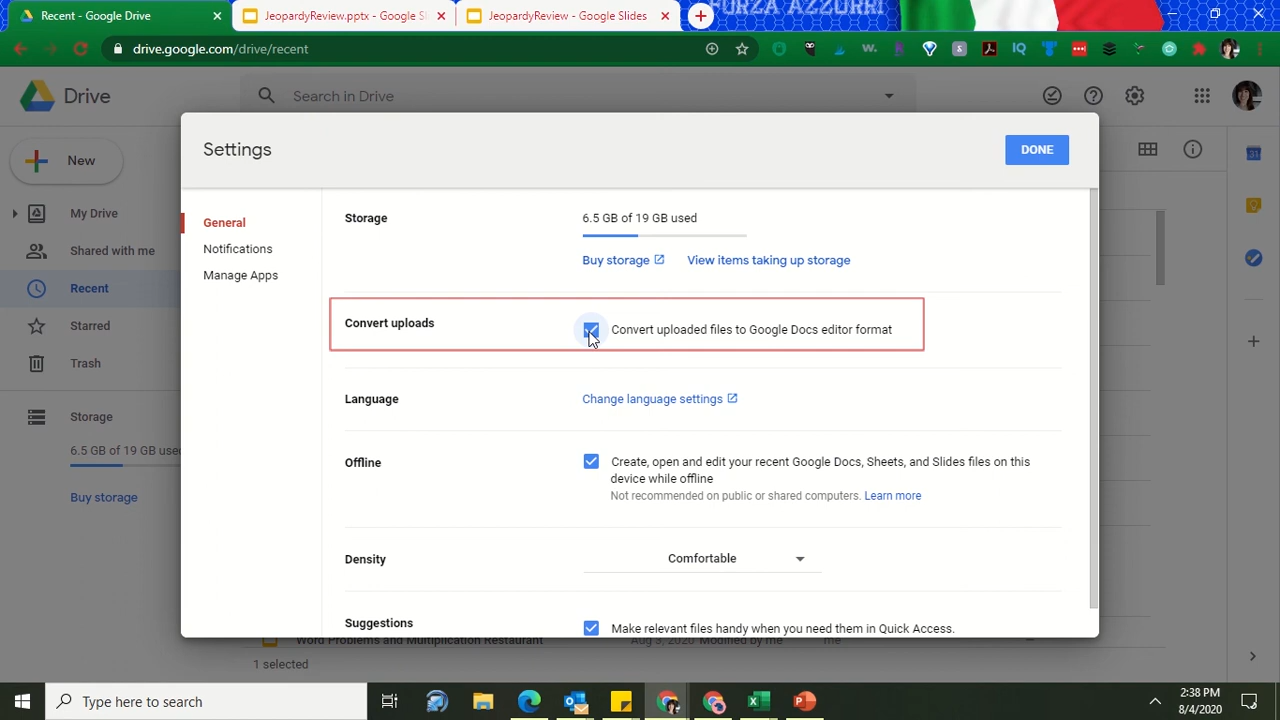 Recent - Google Drive
JeopardyReview.pptx - Google Sl
JeopardyReview - Google Slides
FORZA AZZURRI
drive.google.com/drive/recent
Drive
Search in Drive
New
My Drive
Shared with me
Recent
Starred
Trash
Storage
6.5 GB of 19 GB used
Buy storage
Settings
DONE
General
Notifications
Manage Apps
Storage
6.5 GB of 19 GB used
Buy storage
View items taking up storage
Convert uploads
Convert uploaded files to Google Docs editor format
Language
Change language settings
Offline
Create, open and edit your recent Google Docs, Sheets, and Slides files on this
device while offline
Not recommended on public or shared computers. Learn more
Density
Comfortable
Suggestions
Make relevant files handy when you need them in Quick Access.
Word Problems and Multiplication Restaurant
Aug 3, 2020 Modified by me
me
1 selected
Type here to search
2:38 PM
8/4/2020